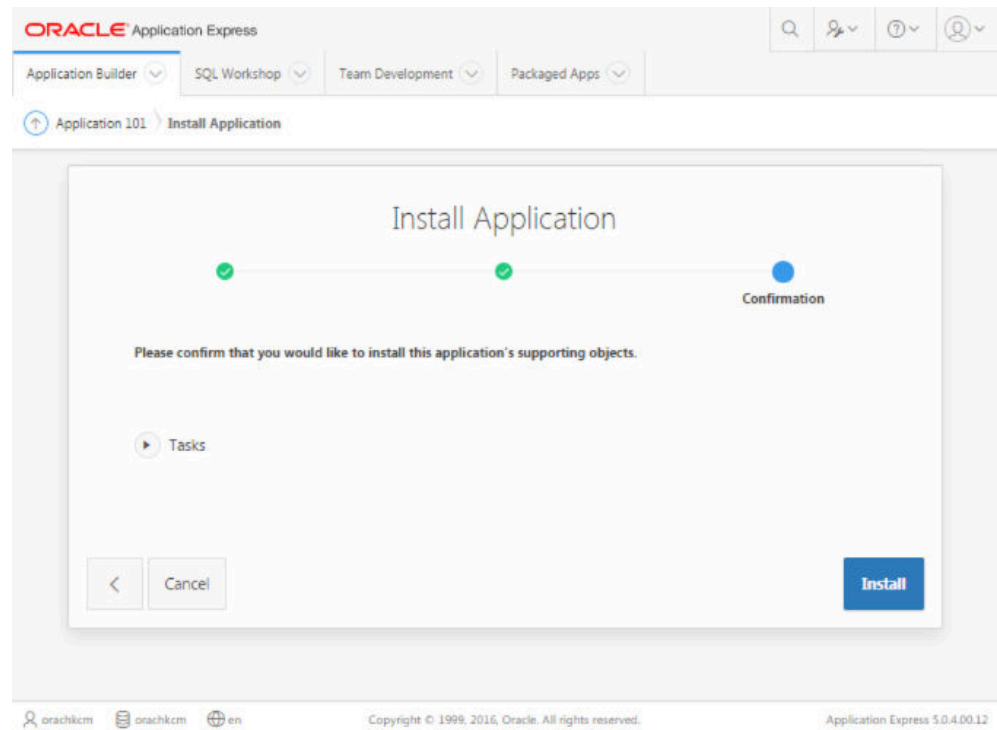 ORACLE Application Express
Application Builder SQL Workshop Team Development Packaged Apps
Application 101 Install Application
Install Application
Confirmation
Please confirm that you would like to install this application's supporting objects.
Tasks
Cancel Install
orachkcm orachkcm en Copyright © 1999, 2016, Oracle. All rights reserved. Application Express 5.0.4.00.12